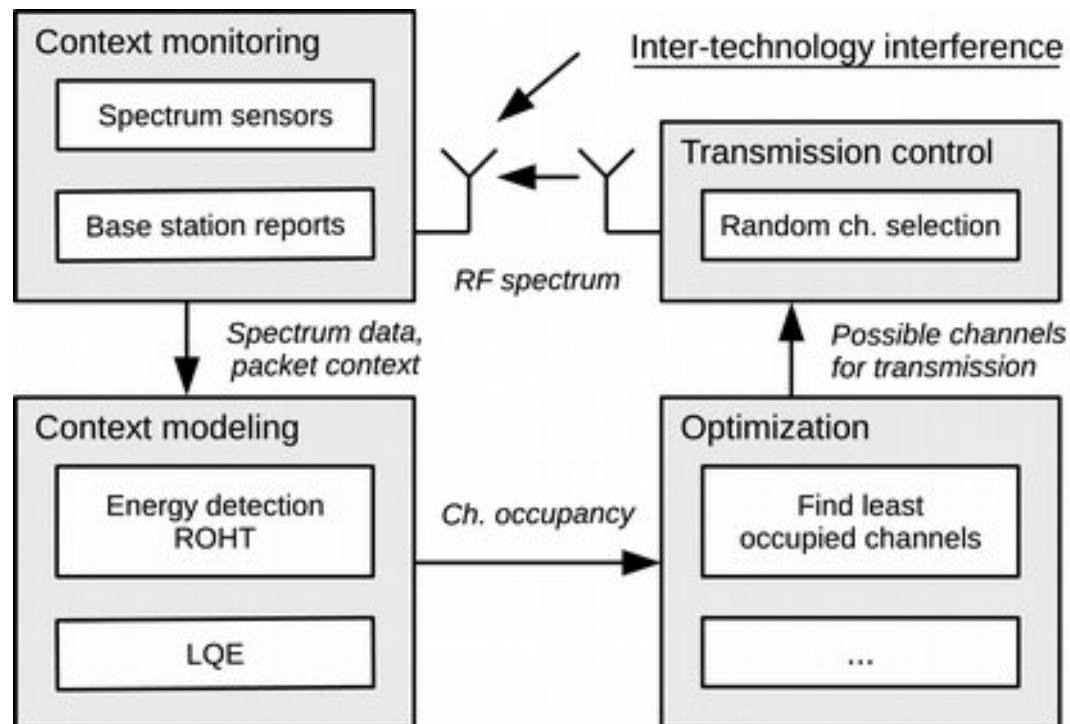 Context monitoring
Spectrum sensors
Base station reports
Inter-technology interference
Transmission control
Random ch. selection
RF spectrum
Spectrum data,
packet context
Possible channels
for transmission
Context modeling
Energy detection
ROHT
LQE
Ch. occupancy
Optimization
Find least
occupied channels
...